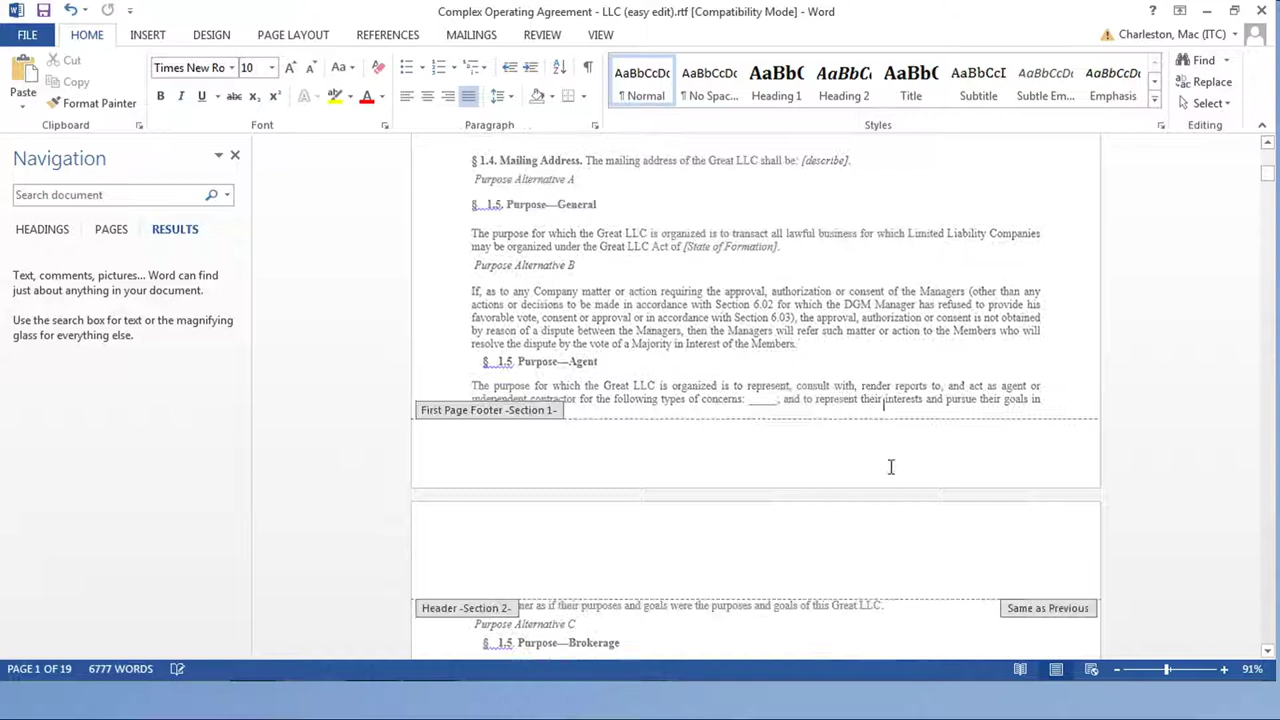 Complex Operating Agreement - LLC (easy edit).rtf [Compatibility Mode] - Word
FILE HOME INSERT DESIGN PAGE LAYOUT REFERENCES MAILINGS REVIEW VIEW Charleston, Mac (ITC)
Cut
Copy
Format Painter
Paste
Clipboard
Times New Ro 10
Font
Paragraph
AaBbCcDc AaBbCcDc AaBbC AaBbCc AaBbC AaBbCcI AaBbCcDc AaBbCcDc
¶ Normal ¶ No Spac... Heading 1 Heading 2 Title Subtitle Subtle Em... Emphasis
Styles
Find
Replace
Select
Editing
Navigation
Search document
HEADINGS PAGES RESULTS
Text, comments, pictures... Word can find
just about anything in your document.
Use the search box for text or the magnifying
glass for everything else.
§ 1.4. Mailing Address. The mailing address of the Great LLC shall be: [describe].
Purpose Alternative A
§ 1.5. Purpose—General
The purpose for which the Great LLC is organized is to transact all lawful business for which Limited Liability Companies
may be organized under the Great LLC Act of [State of Formation].
Purpose Alternative B
If, as to any Company matter or action requiring the approval, authorization or consent of the Managers (other than any
actions or decisions to be made in accordance with Section 6.02 for which the DGM Manager has refused to provide his
favorable vote, consent or approval or in accordance with Section 6.03), the approval, authorization or consent is not obtained
by reason of a dispute between the Managers, then the Managers will refer such matter or action to the Members who will
resolve the dispute by the vote of a Majority in Interest of the Members.
§ 1.5. Purpose—Agent
The purpose for which the Great LLC is organized is to represent, consult with, render reports to, and act as agent or
independent contractor for the following types of concerns: _____, and to represent their interests and pursue their goals in
First Page Footer -Section 1-
Header -Section 2-
ner as if their purposes and goals were the purposes and goals of this Great LLC.
Same as Previous
Purpose Alternative C
§ 1.5. Purpose—Brokerage
PAGE 1 OF 19 6777 WORDS 91%